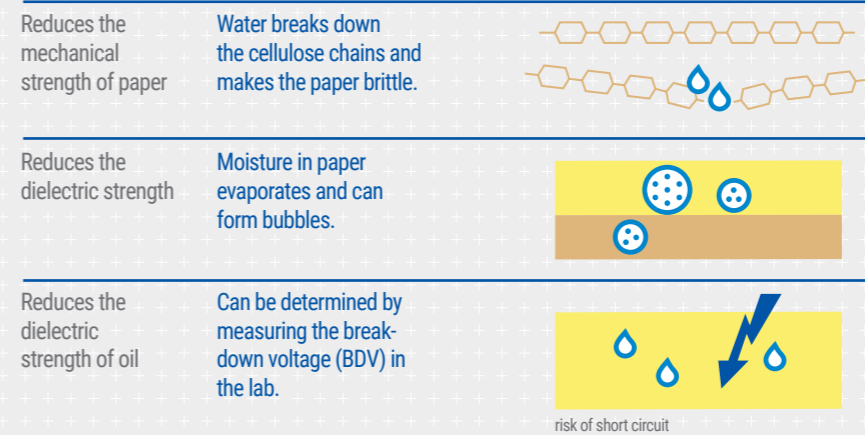 Reduces the
mechanical
strength of paper
Water breaks down
the cellulose chains and
makes the paper brittle.
Reduces the
dielectric strength
Moisture in paper
evaporates and can
form bubbles.
Reduces the
dielectric
strength of oil
Can be determined by
measuring the break-
down voltage (BDV) in
the lab.
risk of short circuit